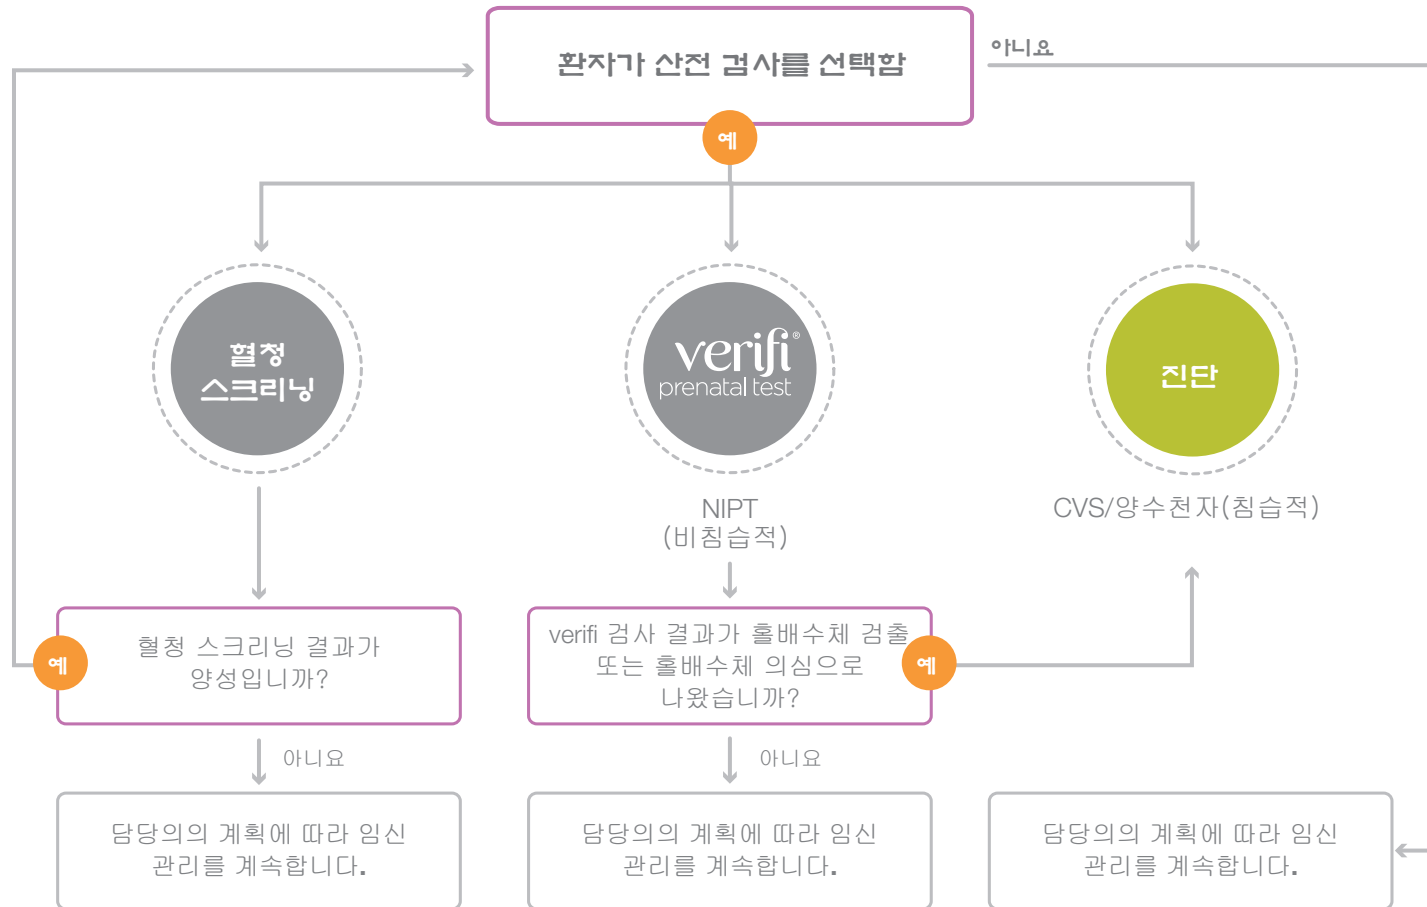 환자가 산전 검사를 선택함
아니요
예
혈청
스크리닝
verifi®
prenatal test
진단
NIPT
(비침습적)
CVS/양수천자(침습적)
혈청 스크리닝 결과가
양성입니까?
예
verifi 검사 결과가 홀배수체 검출
또는 홀배수체 의심으로
나왔습니까?
예
아니요
아니요
담당의의 계획에 따라 임신
관리를 계속합니다.
담당의의 계획에 따라 임신
관리를 계속합니다.
담당의의 계획에 따라 임신
관리를 계속합니다.